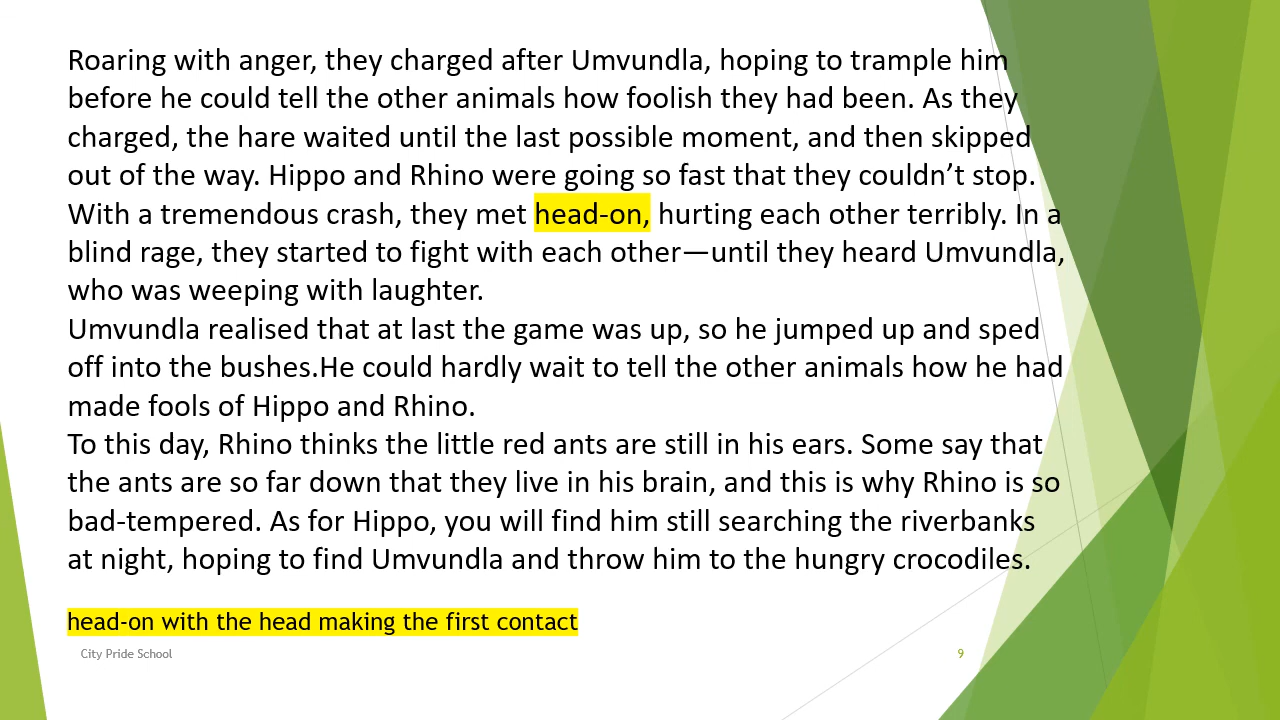 Roaring with anger, they charged after Umvundla, hoping to trample him
before he could tell the other animals how foolish they had been. As they
charged, the hare waited until the last possible moment, and then skipped
out of the way. Hippo and Rhino were going so fast that they couldn’t stop.
With a tremendous crash, they met head-on, hurting each other terribly. In a
blind rage, they started to fight with each other—until they heard Umvundla,
who was weeping with laughter.
Umvundla realised that at last the game was up, so he jumped up and sped
off into the bushes.He could hardly wait to tell the other animals how he had
made fools of Hippo and Rhino.
To this day, Rhino thinks the little red ants are still in his ears. Some say that
the ants are so far down that they live in his brain, and this is why Rhino is so
bad-tempered. As for Hippo, you will find him still searching the riverbanks
at night, hoping to find Umvundla and throw him to the hungry crocodiles.
head-on with the head making the first contact
City Pride School
9